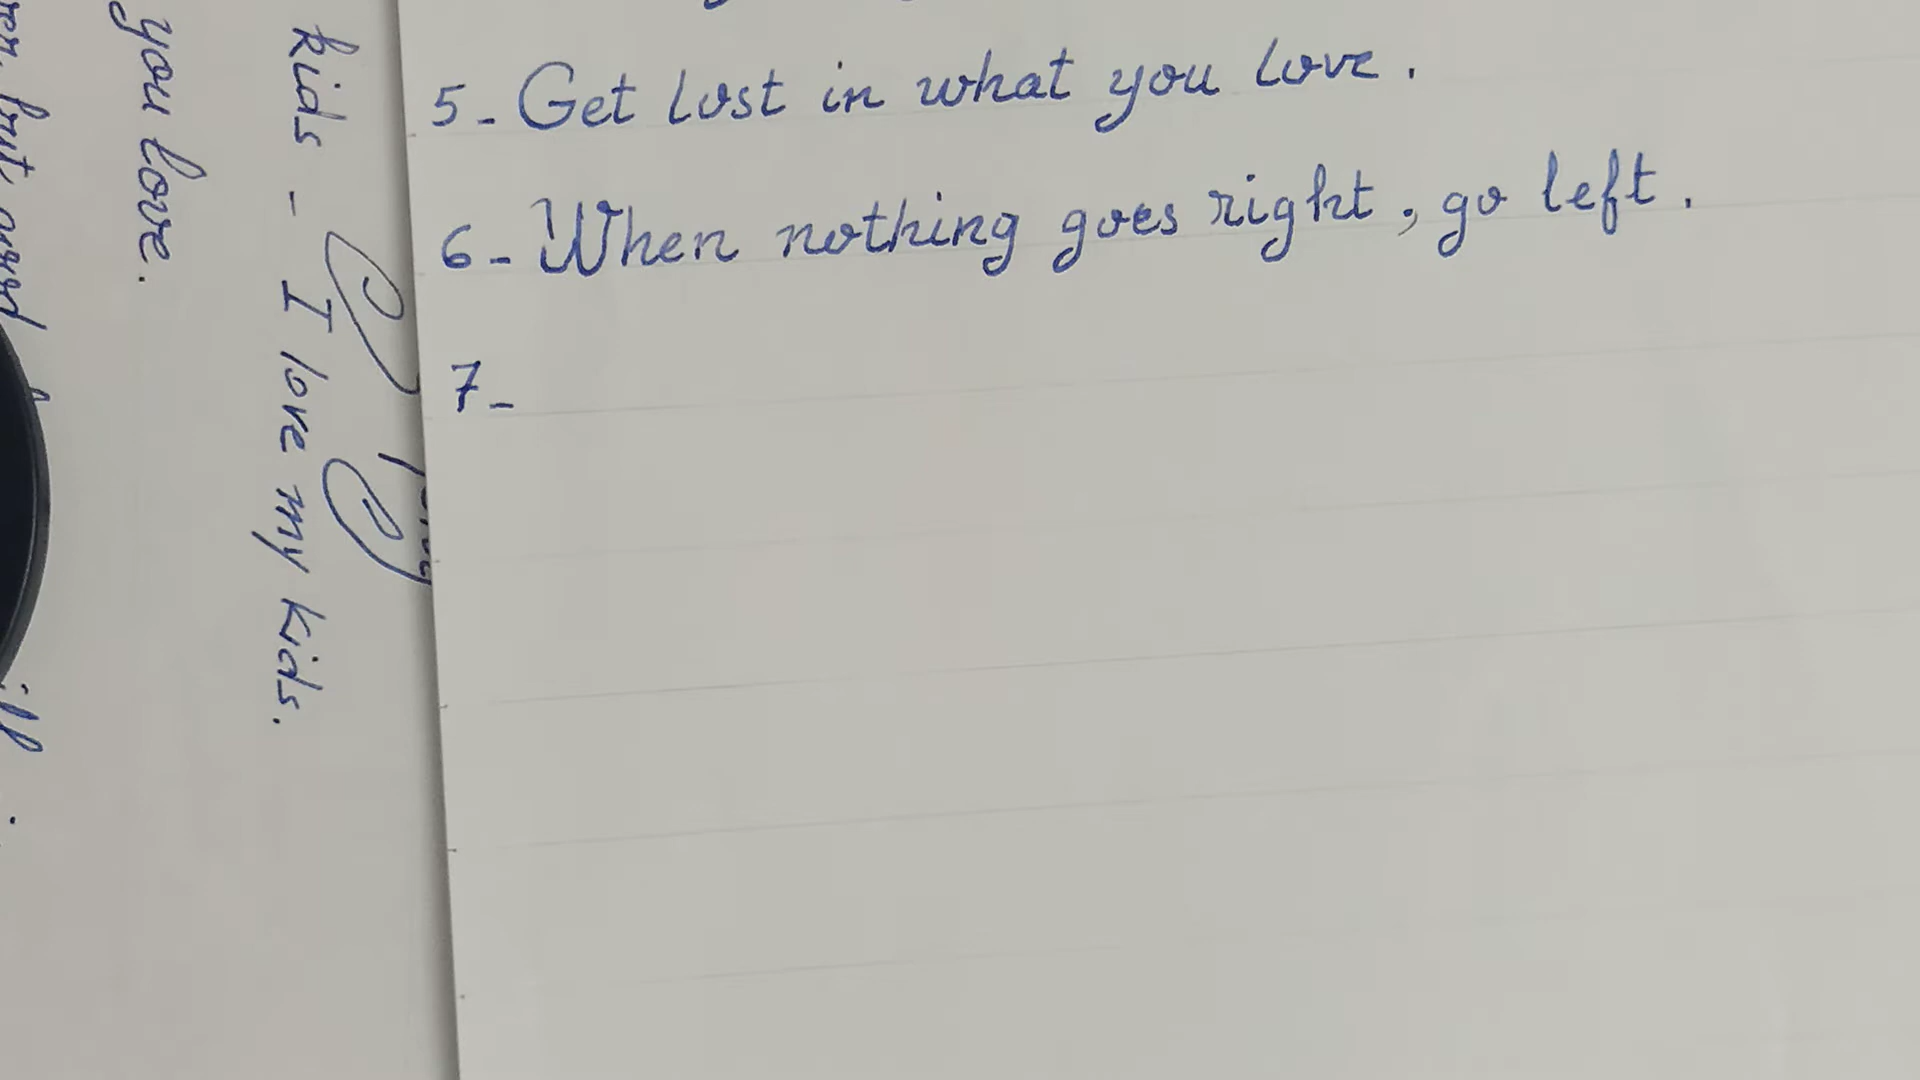 5- Get lost in what you love.
6- When nothing goes right, go left.
7-
kids - I love my kids.
you love.